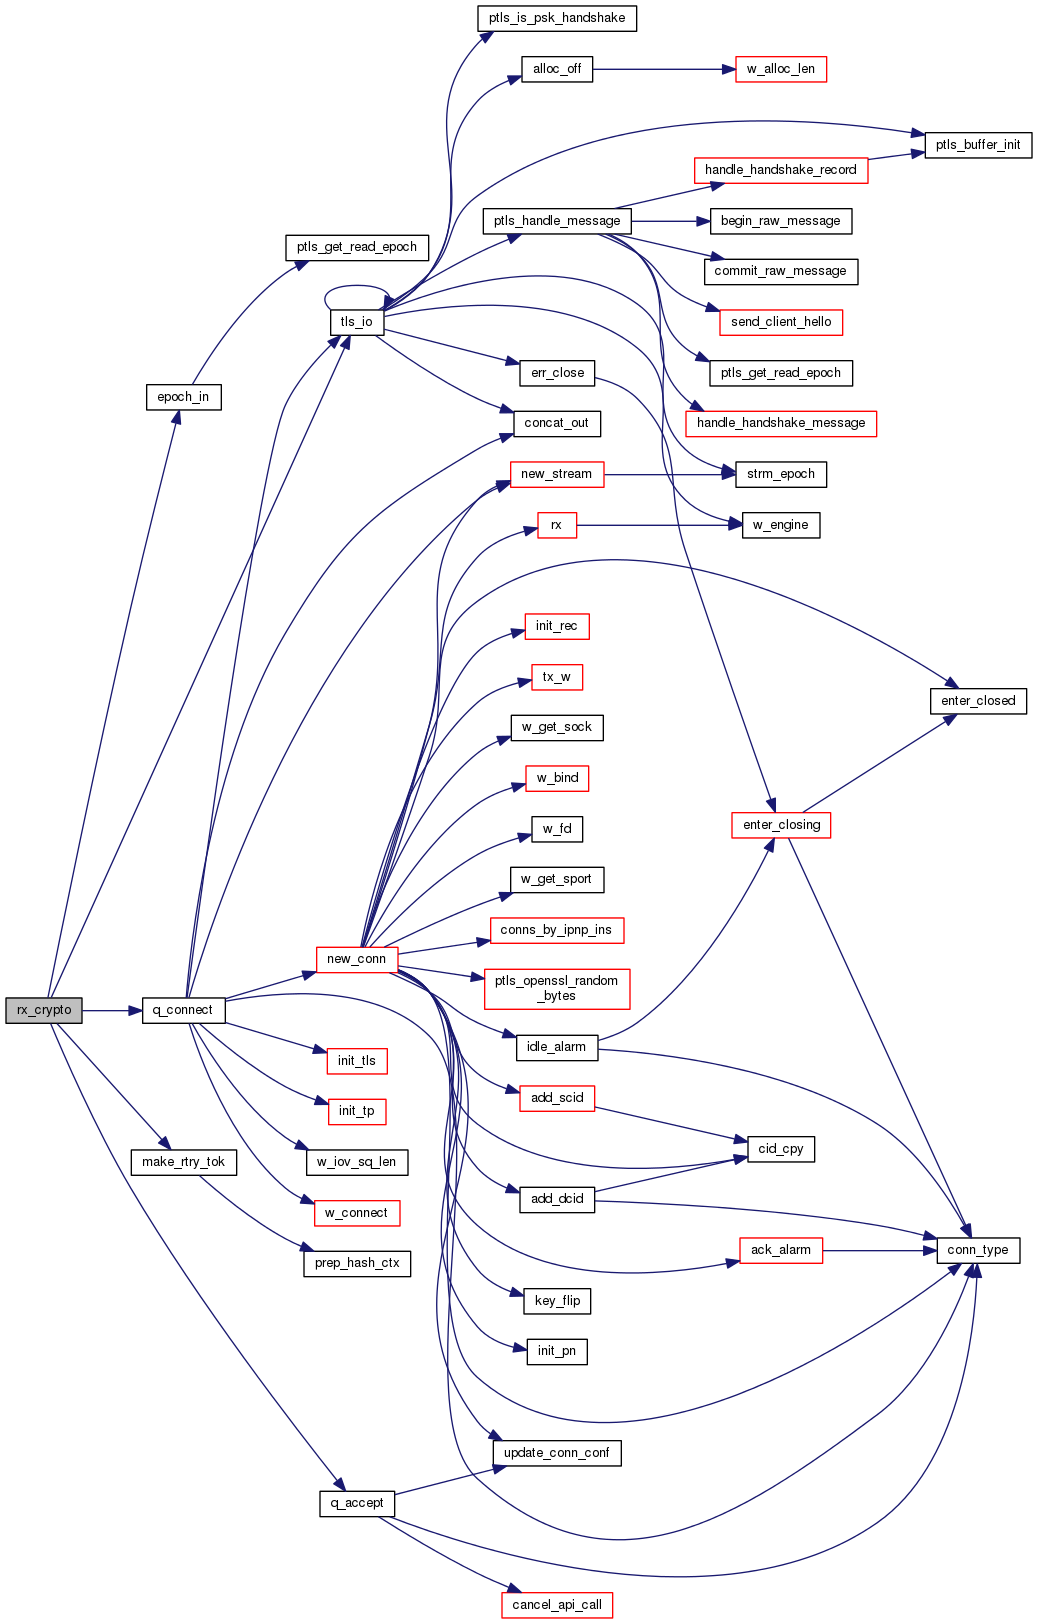 ptls_is_psk_handshake
alloc_off
w_alloc_len
ptls_buffer_init
handle_handshake_record
ptls_handle_message
begin_raw_message
ptls_get_read_epoch
commit_raw_message
tls_io
send_client_hello
err_close
ptls_get_read_epoch
epoch_in
concat_out
handle_handshake_message
new_stream
strm_epoch
rx
w_engine
init_rec
tx_w
enter_closed
w_get_sock
w_bind
w_fd
enter_closing
w_get_sport
conns_by_ipnp_ins
new_conn
ptls_openssl_random
_bytes
rx_crypto
q_connect
idle_alarm
init_tls
add_scid
init_tp
cid_cpy
make_rtry_tok
w_iov_sq_len
add_dcid
w_connect
ack_alarm
conn_type
prep_hash_ctx
key_flip
init_pn
update_conn_conf
q_accept
cancel_api_call